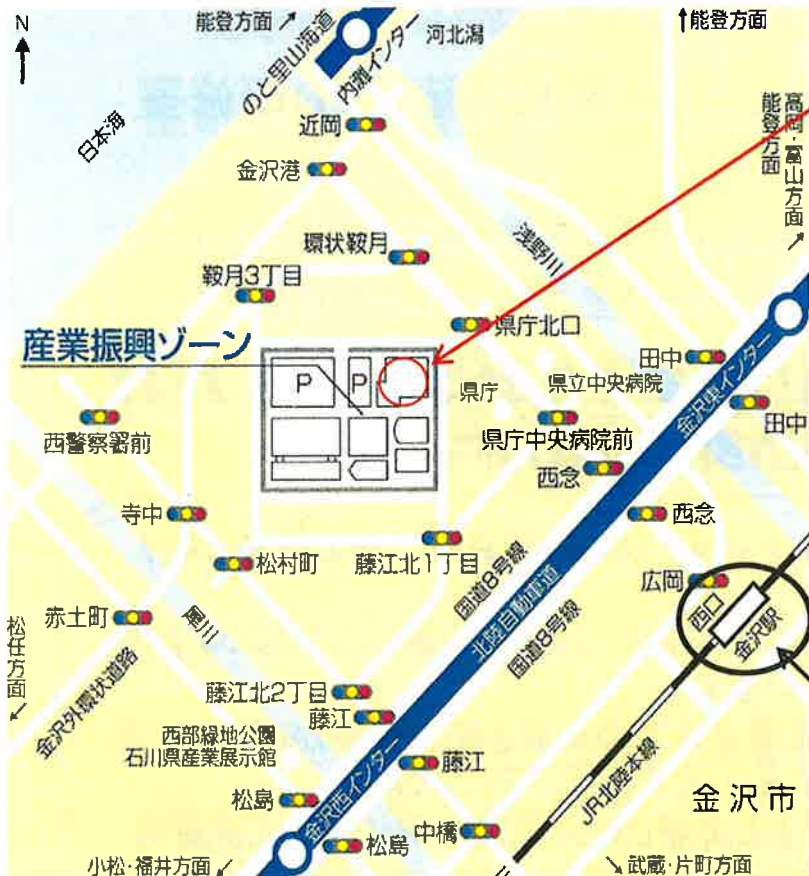 N
能登方面
のと里山海道
内灘インター
河北潟
能登方面
日本海
近岡
金沢港
高岡・富山方面
能登方面
環状鞍月
浅野川
鞍月3丁目
県庁北口
産業振興ゾーン
P
P
県庁
県立中央病院
田中
金沢東インター
田中
西警察署前
県庁中央病院前
西念
西念
寺中
松村町
藤江北1丁目
国道8号線
北陸自動車道
国道8号線
広岡
西口
金沢駅
赤土町
松任方面
金沢外環状道路
藤江北2丁目
藤江
西部緑地公園
石川県産業展示館
金沢西インター
藤江
JR北陸本線
松島
金沢市
松島
中橋
小松・福井方面
武蔵・片町方面